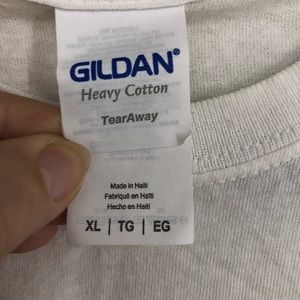 GILDAN®
Heavy Cotton
TearAway
Made in Haiti
Fabriqué en Haïti
Hecho en Haití
XL | TG | EG